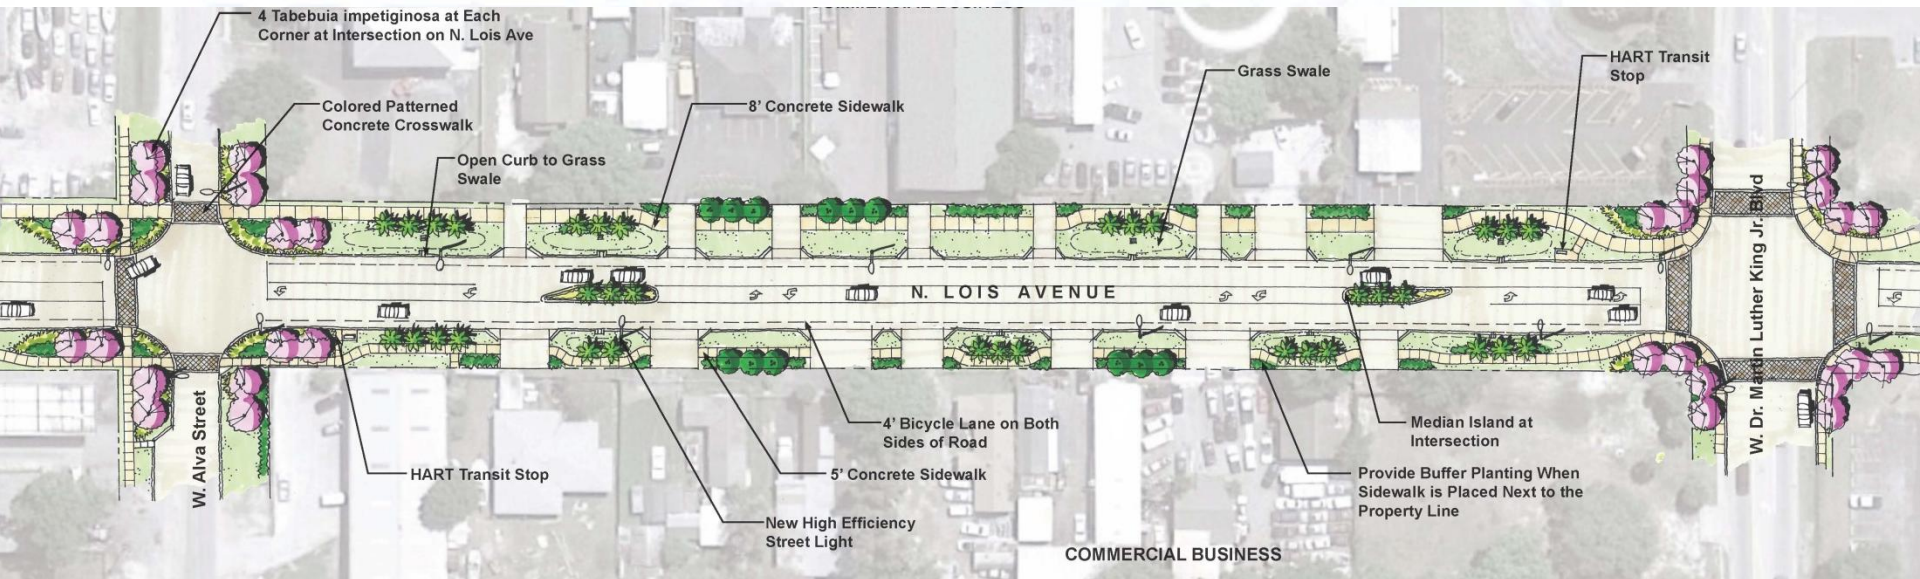 COMMERCIAL BUSINESS
4 Tabebuia impetiginosa at Each
Corner at Intersection on N. Lois Ave
HART Transit
Stop
Grass Swale
Colored Patterned
Concrete Crosswalk
8' Concrete Sidewalk
Open Curb to Grass
Swale
N. LOIS AVENUE
W. Dr. Martin Luther King Jr. Blvd
W. Alva Street
4' Bicycle Lane on Both
Sides of Road
Median Island at
Intersection
HART Transit Stop
5' Concrete Sidewalk
Provide Buffer Planting When
Sidewalk is Placed Next to the
Property Line
New High Efficiency
Street Light
COMMERCIAL BUSINESS